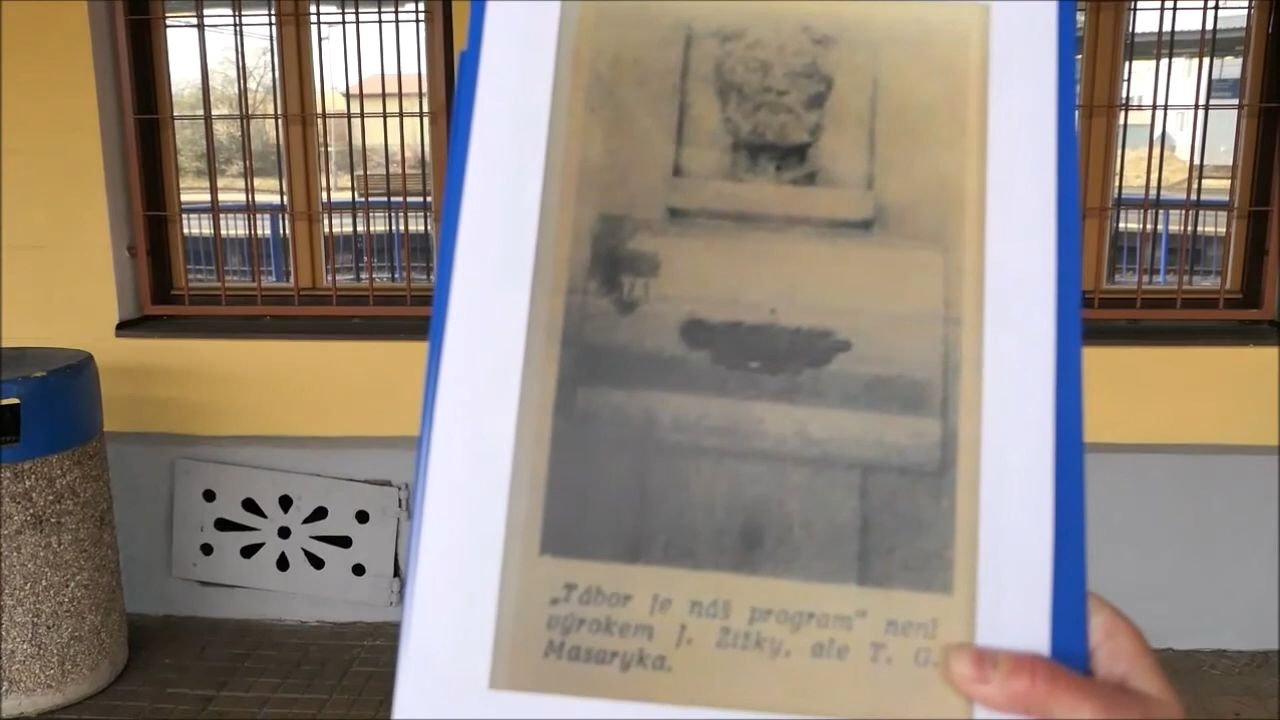 „Tábor je náš program“ není
výrokem J. Žižky, ale T. G.
Masaryka.